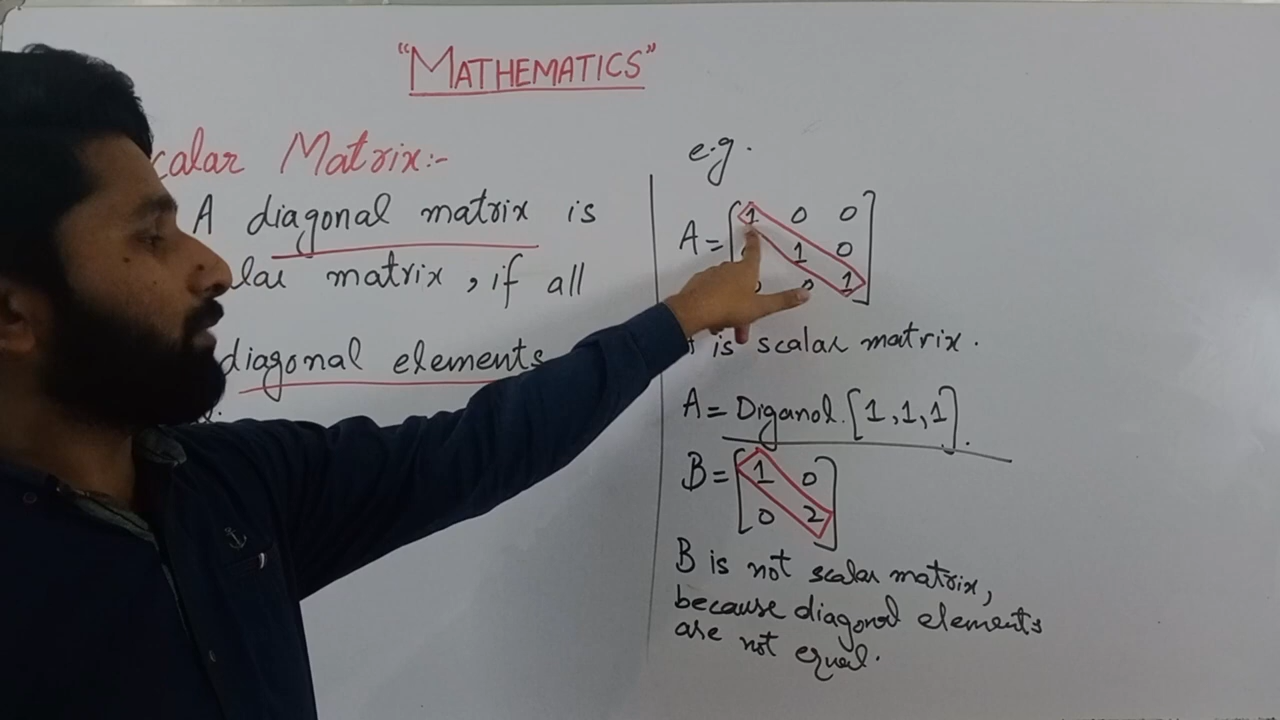 "MATHEMATICS"
calar Matrix:-
A diagonal matrix is
lar matrix, if all
diagonal elements
e.g.
A = [1 0 0
1 0
0 1]
is scalar matrix.
A = Diganol. [1,1,1].
B = [1 0
0 2]
B is not scalar matrix,
because diagonal elements
are not equal.